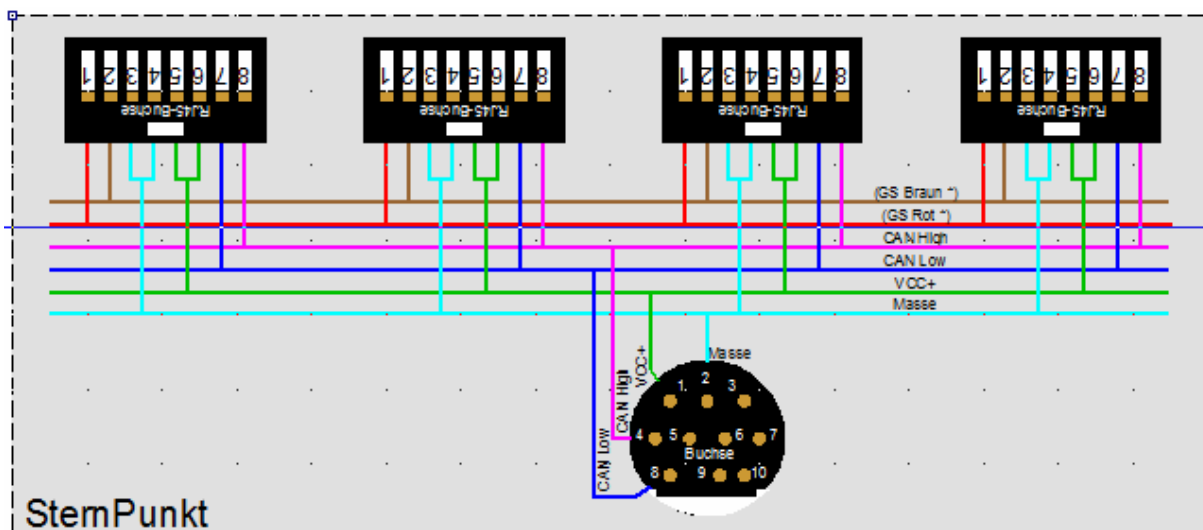 1 2 3 4 5 6 7 8
RJ45-Buchse
1 2 3 4 5 6 7 8
RJ45-Buchse
1 2 3 4 5 6 7 8
RJ45-Buchse
1 2 3 4 5 6 7 8
RJ45-Buchse
(GS Braun *)
(GS Rot *)
CAN High
CAN Low
VCC+
Masse
Masse
VCC+
CAN High
CAN Low
1 2 3
4 5 6 7
Buchse
8 9 10
SternPunkt